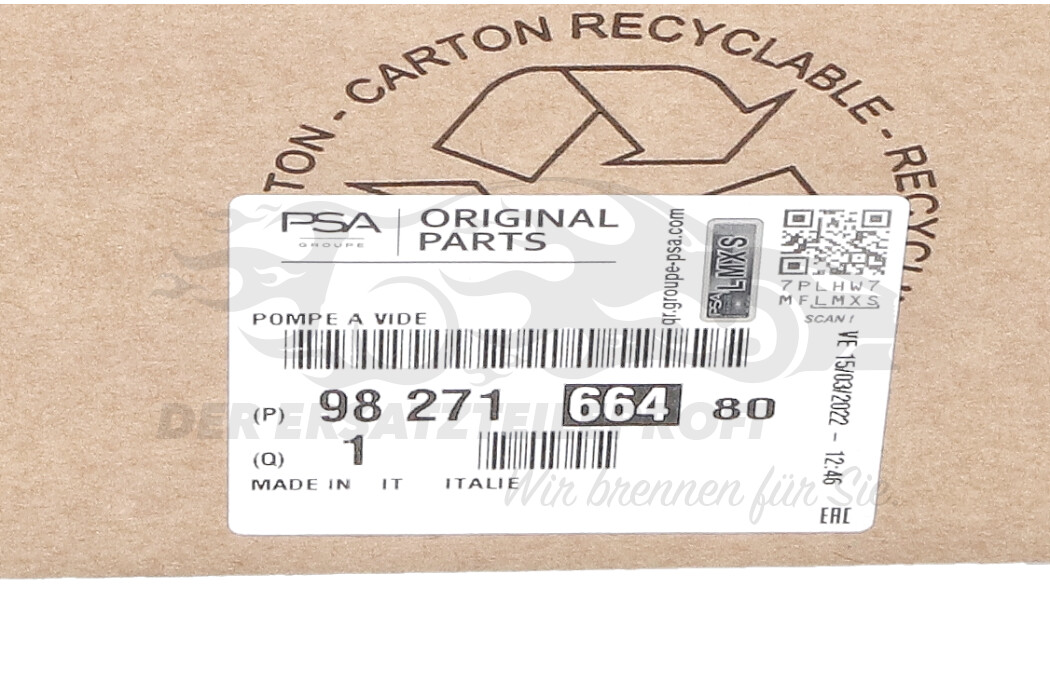 TON - CARTON RECYCLABLE - RECYCL
PSA
GROUPE
ORIGINAL
PARTS
qr.groupe-psa.com
PSA LMXS
7PLHW7
MFLMXS
SCAN !
POMPE A VIDE
(P) 98 271 664 80
(Q) 1
MADE IN IT ITALIE
VE 15/03/2022 - 12:46
EAC
DER ERSATZTEILE PROFI
Wir brennen für Sie